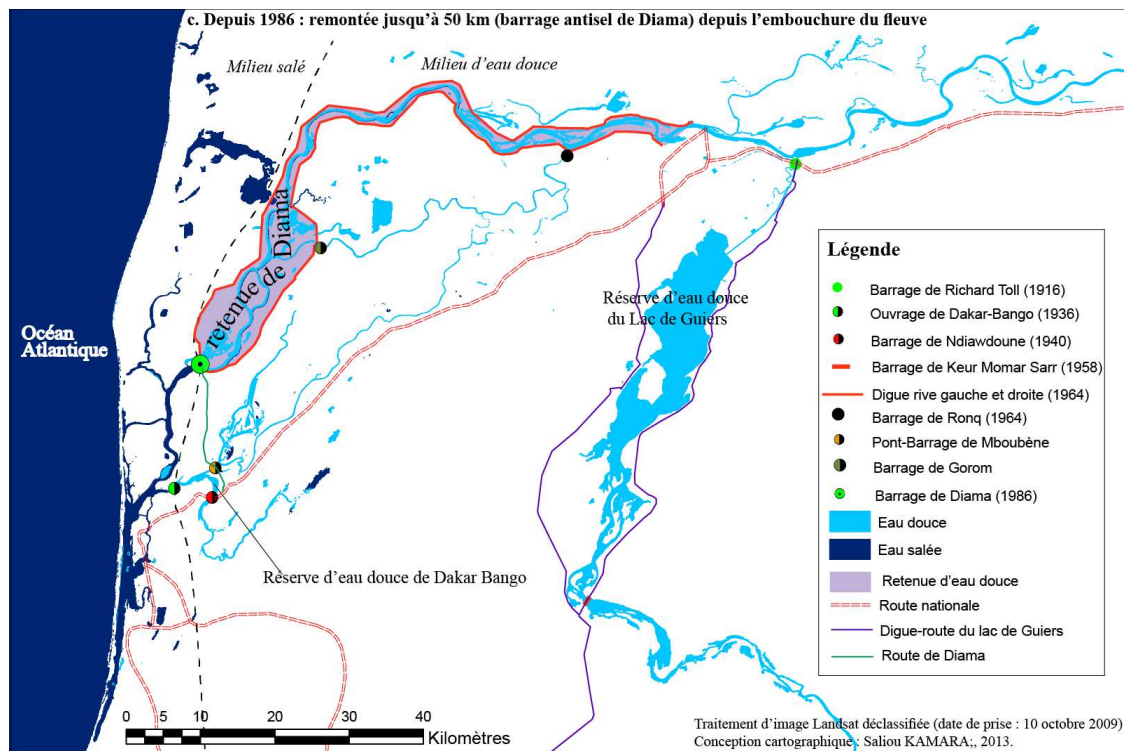 c. Depuis 1986 : remontée jusqu'à 50 km (barrage antisel de Diama) depuis l'embouchure du fleuve
Milieu salé
Milieu d'eau douce
retenue de Diama
Océan
Atlantique
Réserve d'eau douce
du Lac de Guiers
Réserve d'eau douce de Dakar Bango
Légende
Barrage de Richard Toll (1916)
Ouvrage de Dakar-Bango (1936)
Barrage de Ndiawdoune (1940)
Barrage de Keur Momar Sarr (1958)
Digue rive gauche et droite (1964)
Barrage de Ronq (1964)
Pont-Barrage de Mboubène
Barrage de Gorom
Barrage de Diama (1986)
Eau douce
Eau salée
Retenue d'eau douce
Route nationale
Digue-route du lac de Guiers
Route de Diama
0 5 10 20 30 40
Kilomètres
Traitement d'image Landsat déclassifiée (date de prise : 10 octobre 2009)
Conception cartographique : Saliou KAMARA;, 2013.